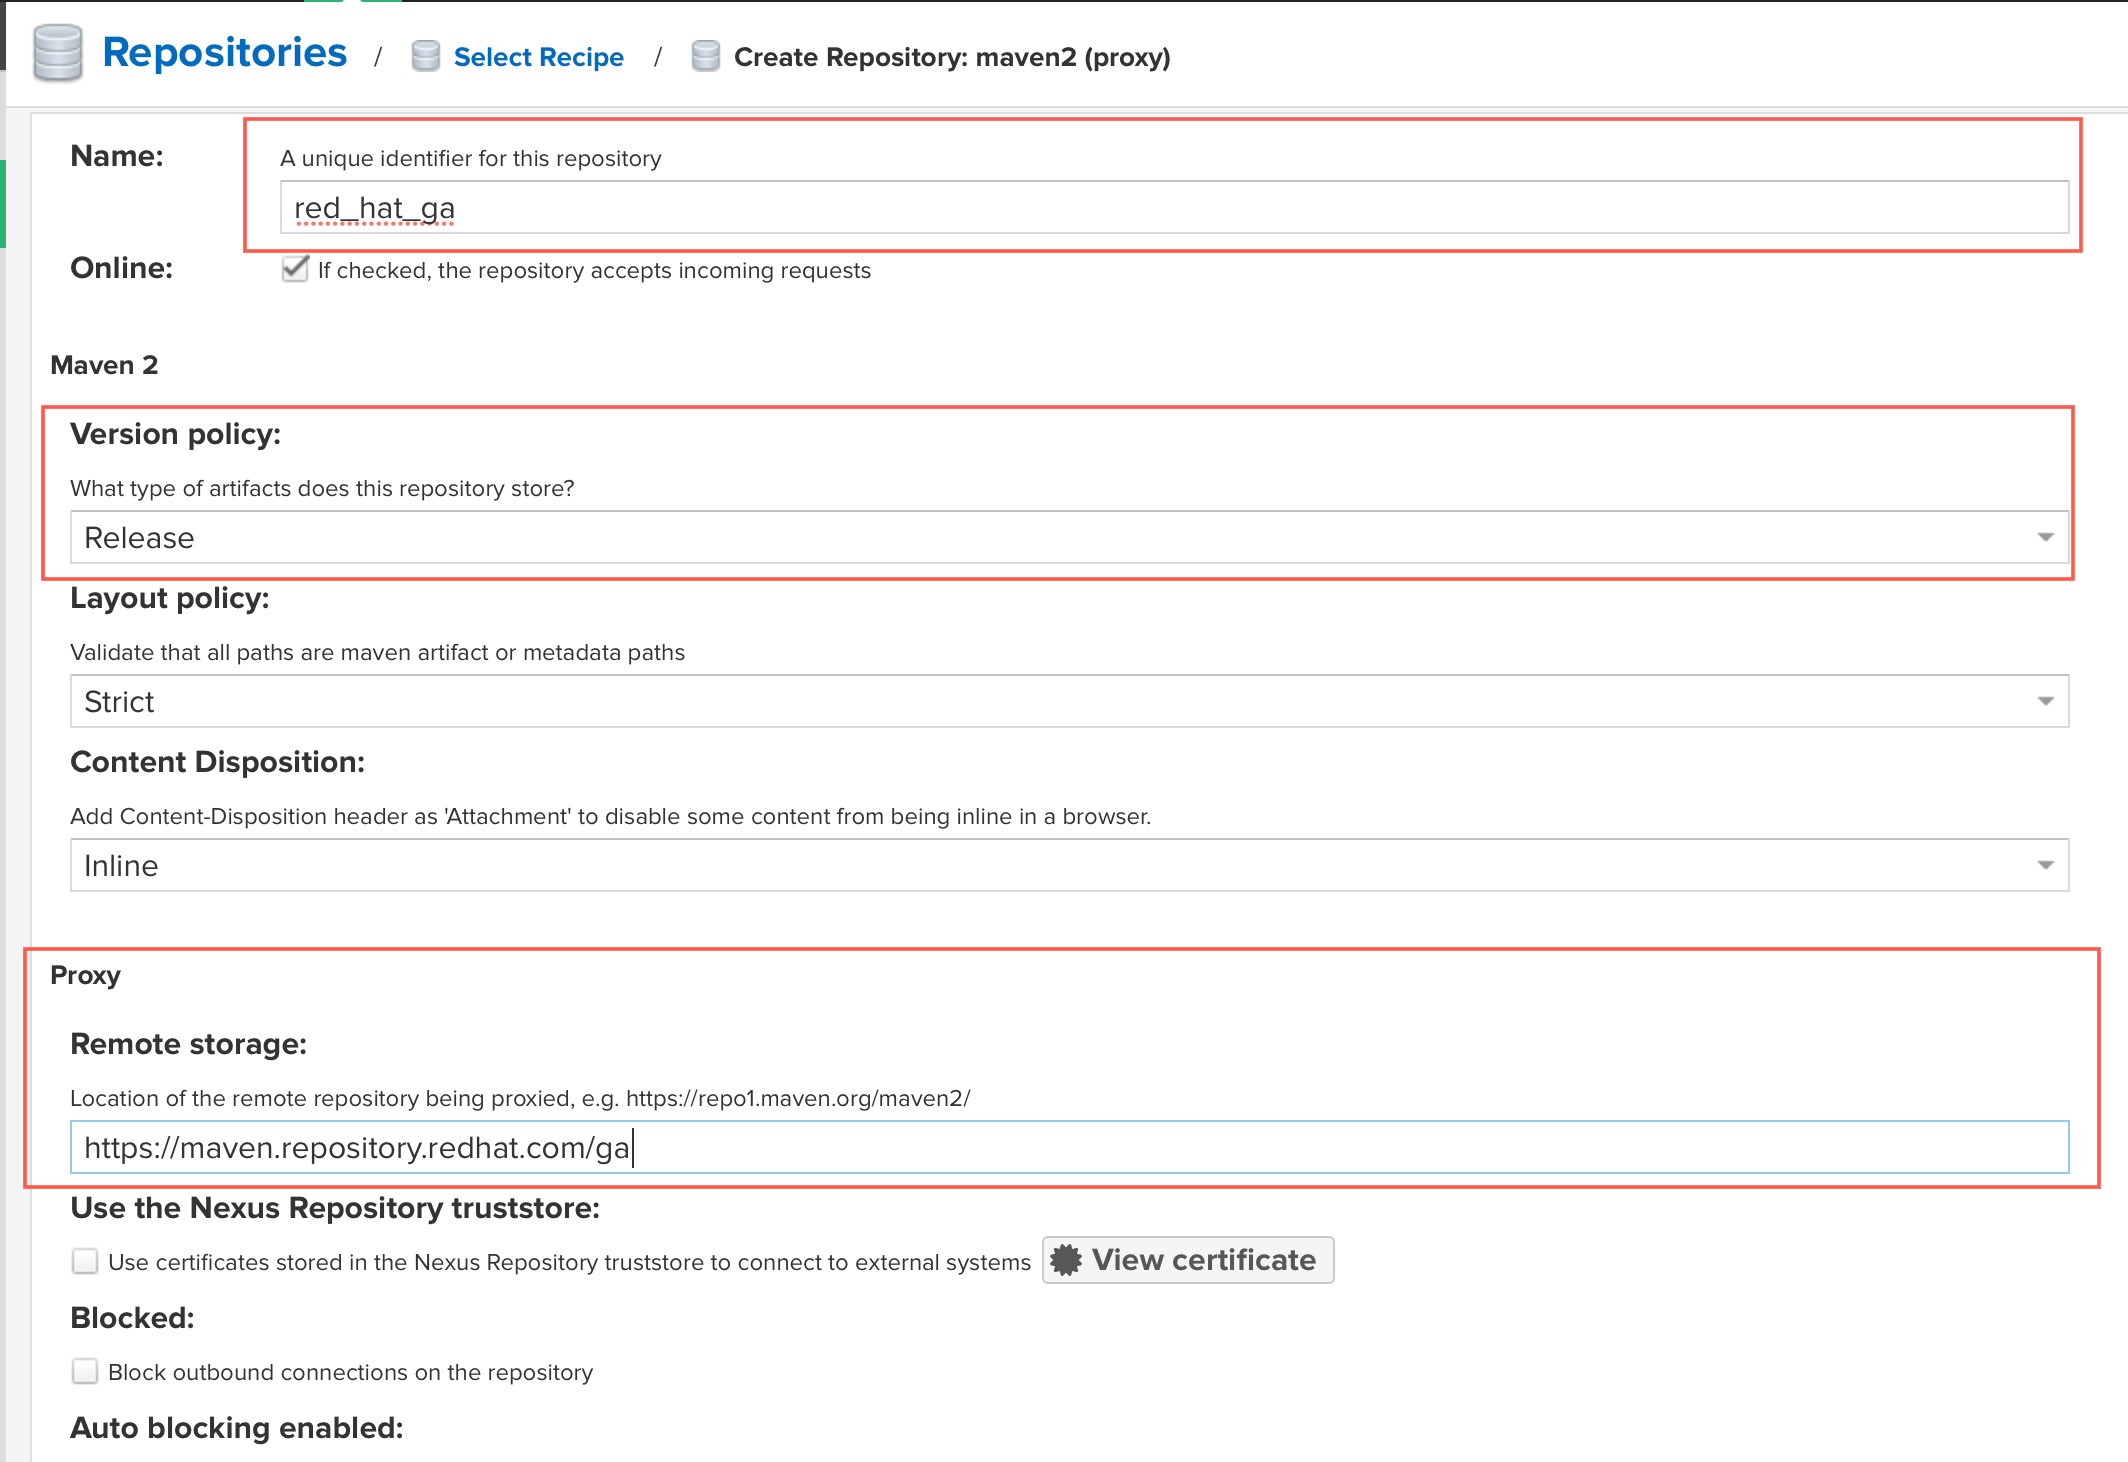 Repositories / Select Recipe / Create Repository: maven2 (proxy)
Name:
A unique identifier for this repository
red_hat_ga
Online:
If checked, the repository accepts incoming requests
Maven 2
Version policy:
What type of artifacts does this repository store?
Release
Layout policy:
Validate that all paths are maven artifact or metadata paths
Strict
Content Disposition:
Add Content-Disposition header as 'Attachment' to disable some content from being inline in a browser.
Inline
Proxy
Remote storage:
Location of the remote repository being proxied, e.g. https://repo1.maven.org/maven2/
https://maven.repository.redhat.com/ga
Use the Nexus Repository truststore:
Use certificates stored in the Nexus Repository truststore to connect to external systems View certificate
Blocked:
Block outbound connections on the repository
Auto blocking enabled: